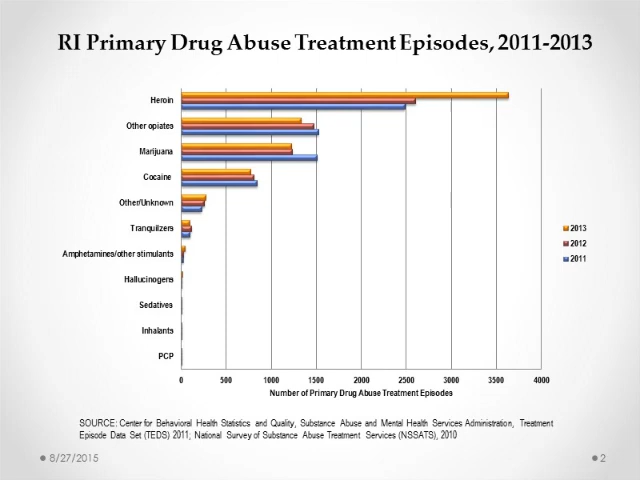 RI Primary Drug Abuse Treatment Episodes, 2011-2013
Heroin
Other opiates
Marijuana
Cocaine
Other/Unknown
Tranquilzers
Amphetamines/other stimulants
Hallucinogens
Sedatives
Inhalants
PCP
2013
2012
2011
0 500 1000 1500 2000 2500 3000 3500 4000
Number of Primary Drug Abuse Treatment Episodes
SOURCE: Center for Behavioral Health Statistics and Quality, Substance Abuse and Mental Health Services Administration, Treatment
Episode Data Set (TEDS) 2011; National Survey of Substance Abuse Treatment Services (NSSATS), 2010
8/27/2015
2